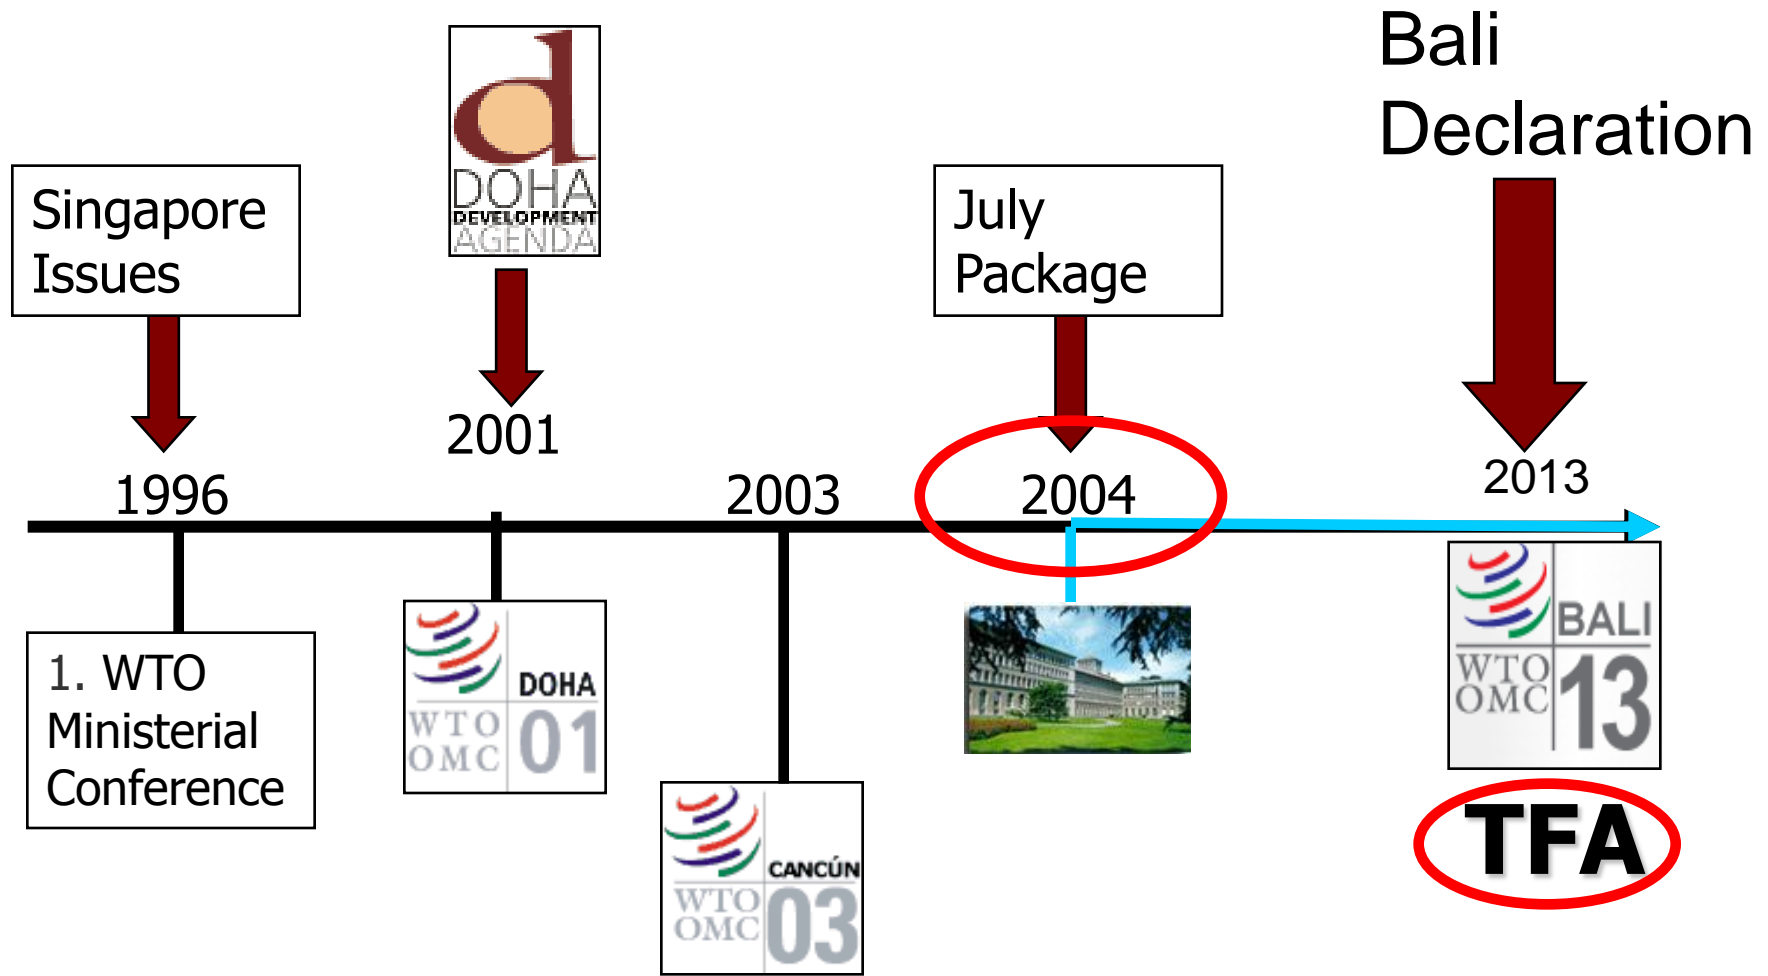 Bali
Declaration
DOHA
DEVELOPMENT
AGENDA
Singapore
Issues
July
Package
2001
1996
2003
2004
2013
1. WTO
Ministerial
Conference
DOHA
WTO
OMC
01
CANCÚN
WTO
OMC
03
BALI
WTO
OMC
13
TFA